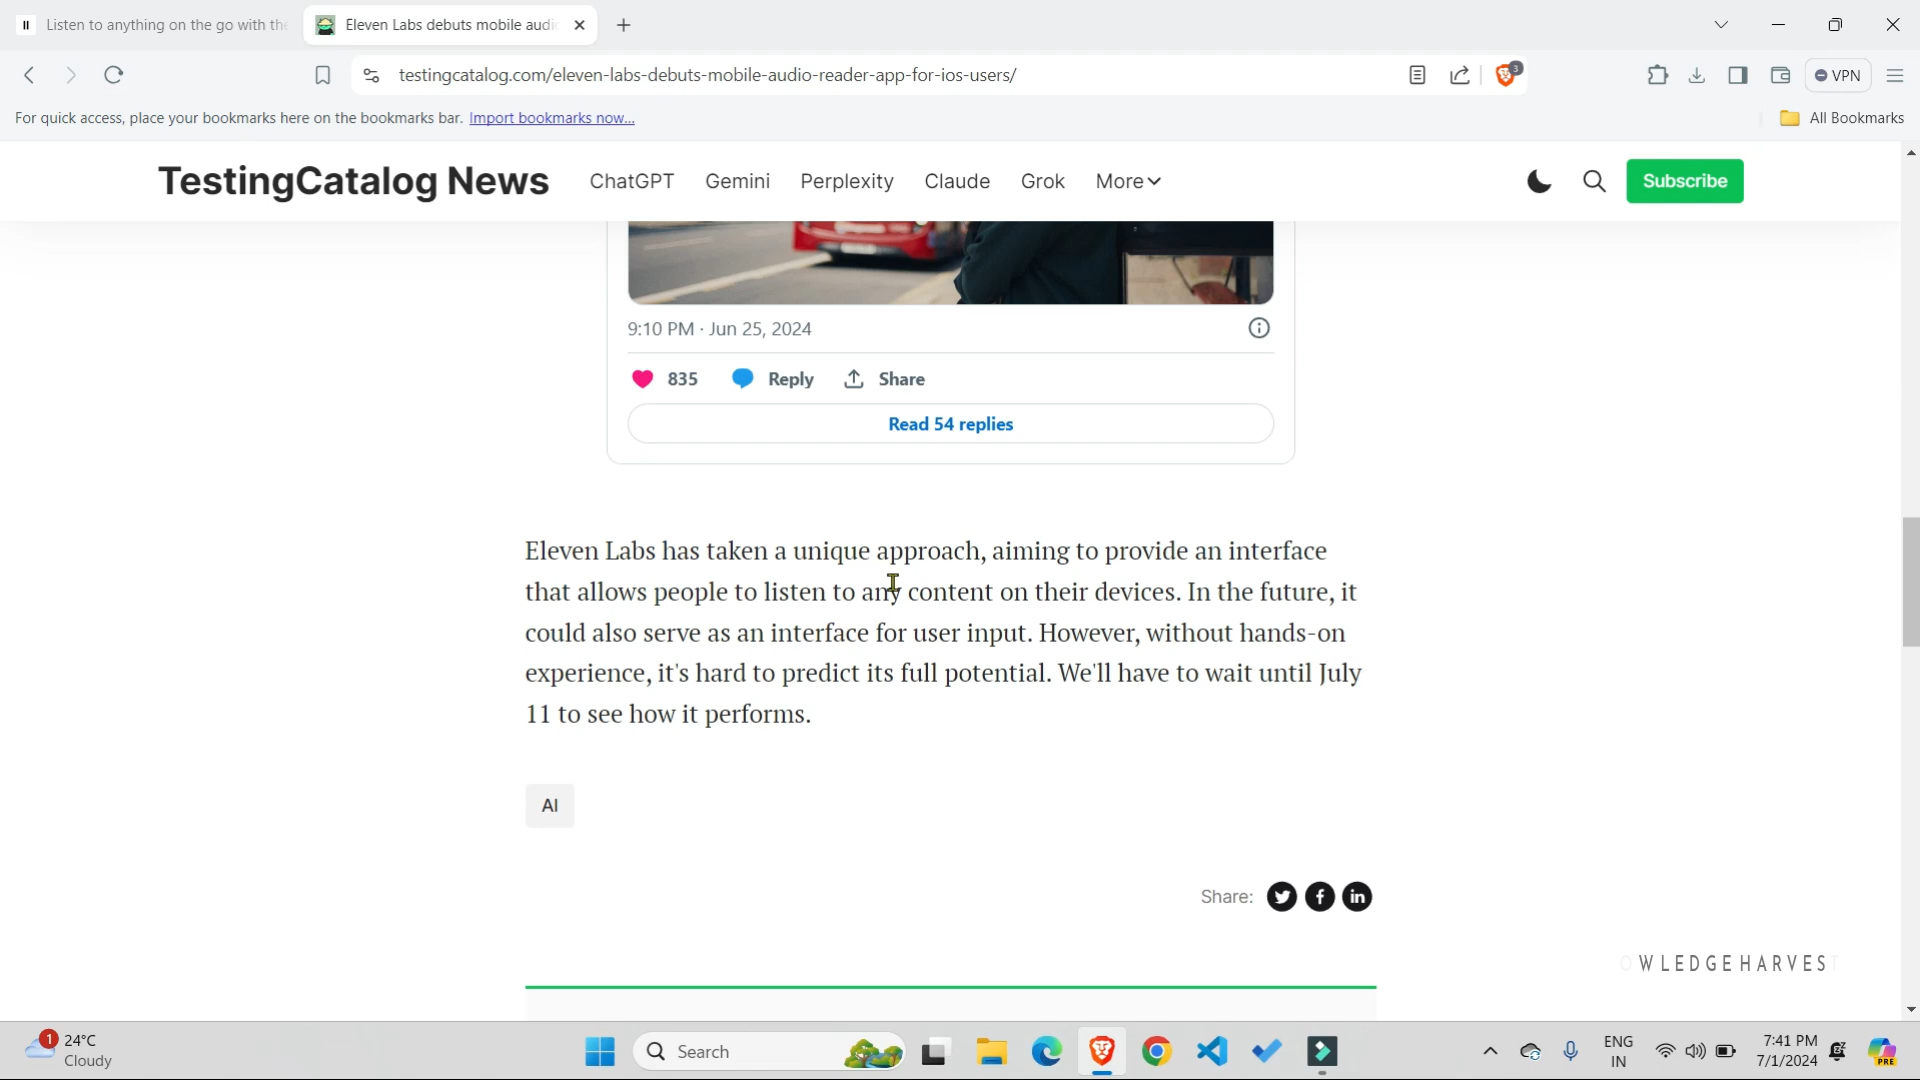 Listen to anything on the go with the
Eleven Labs debuts mobile audi
testingcatalog.com/eleven-labs-debuts-mobile-audio-reader-app-for-ios-users/
3
VPN
For quick access, place your bookmarks here on the bookmarks bar. Import bookmarks now...
All Bookmarks
TestingCatalog News
ChatGPT
Gemini
Perplexity
Claude
Grok
More
Subscribe
9:10 PM · Jun 25, 2024
835
Reply
Share
Read 54 replies
Eleven Labs has taken a unique approach, aiming to provide an interface
that allows people to listen to any content on their devices. In the future, it
could also serve as an interface for user input. However, without hands-on
experience, it's hard to predict its full potential. We'll have to wait until July
11 to see how it performs.
AI
Share:
OWLEDGEHARVEST
1
24°C
Cloudy
Search
ENG
IN
7:41 PM
7/1/2024
PRE